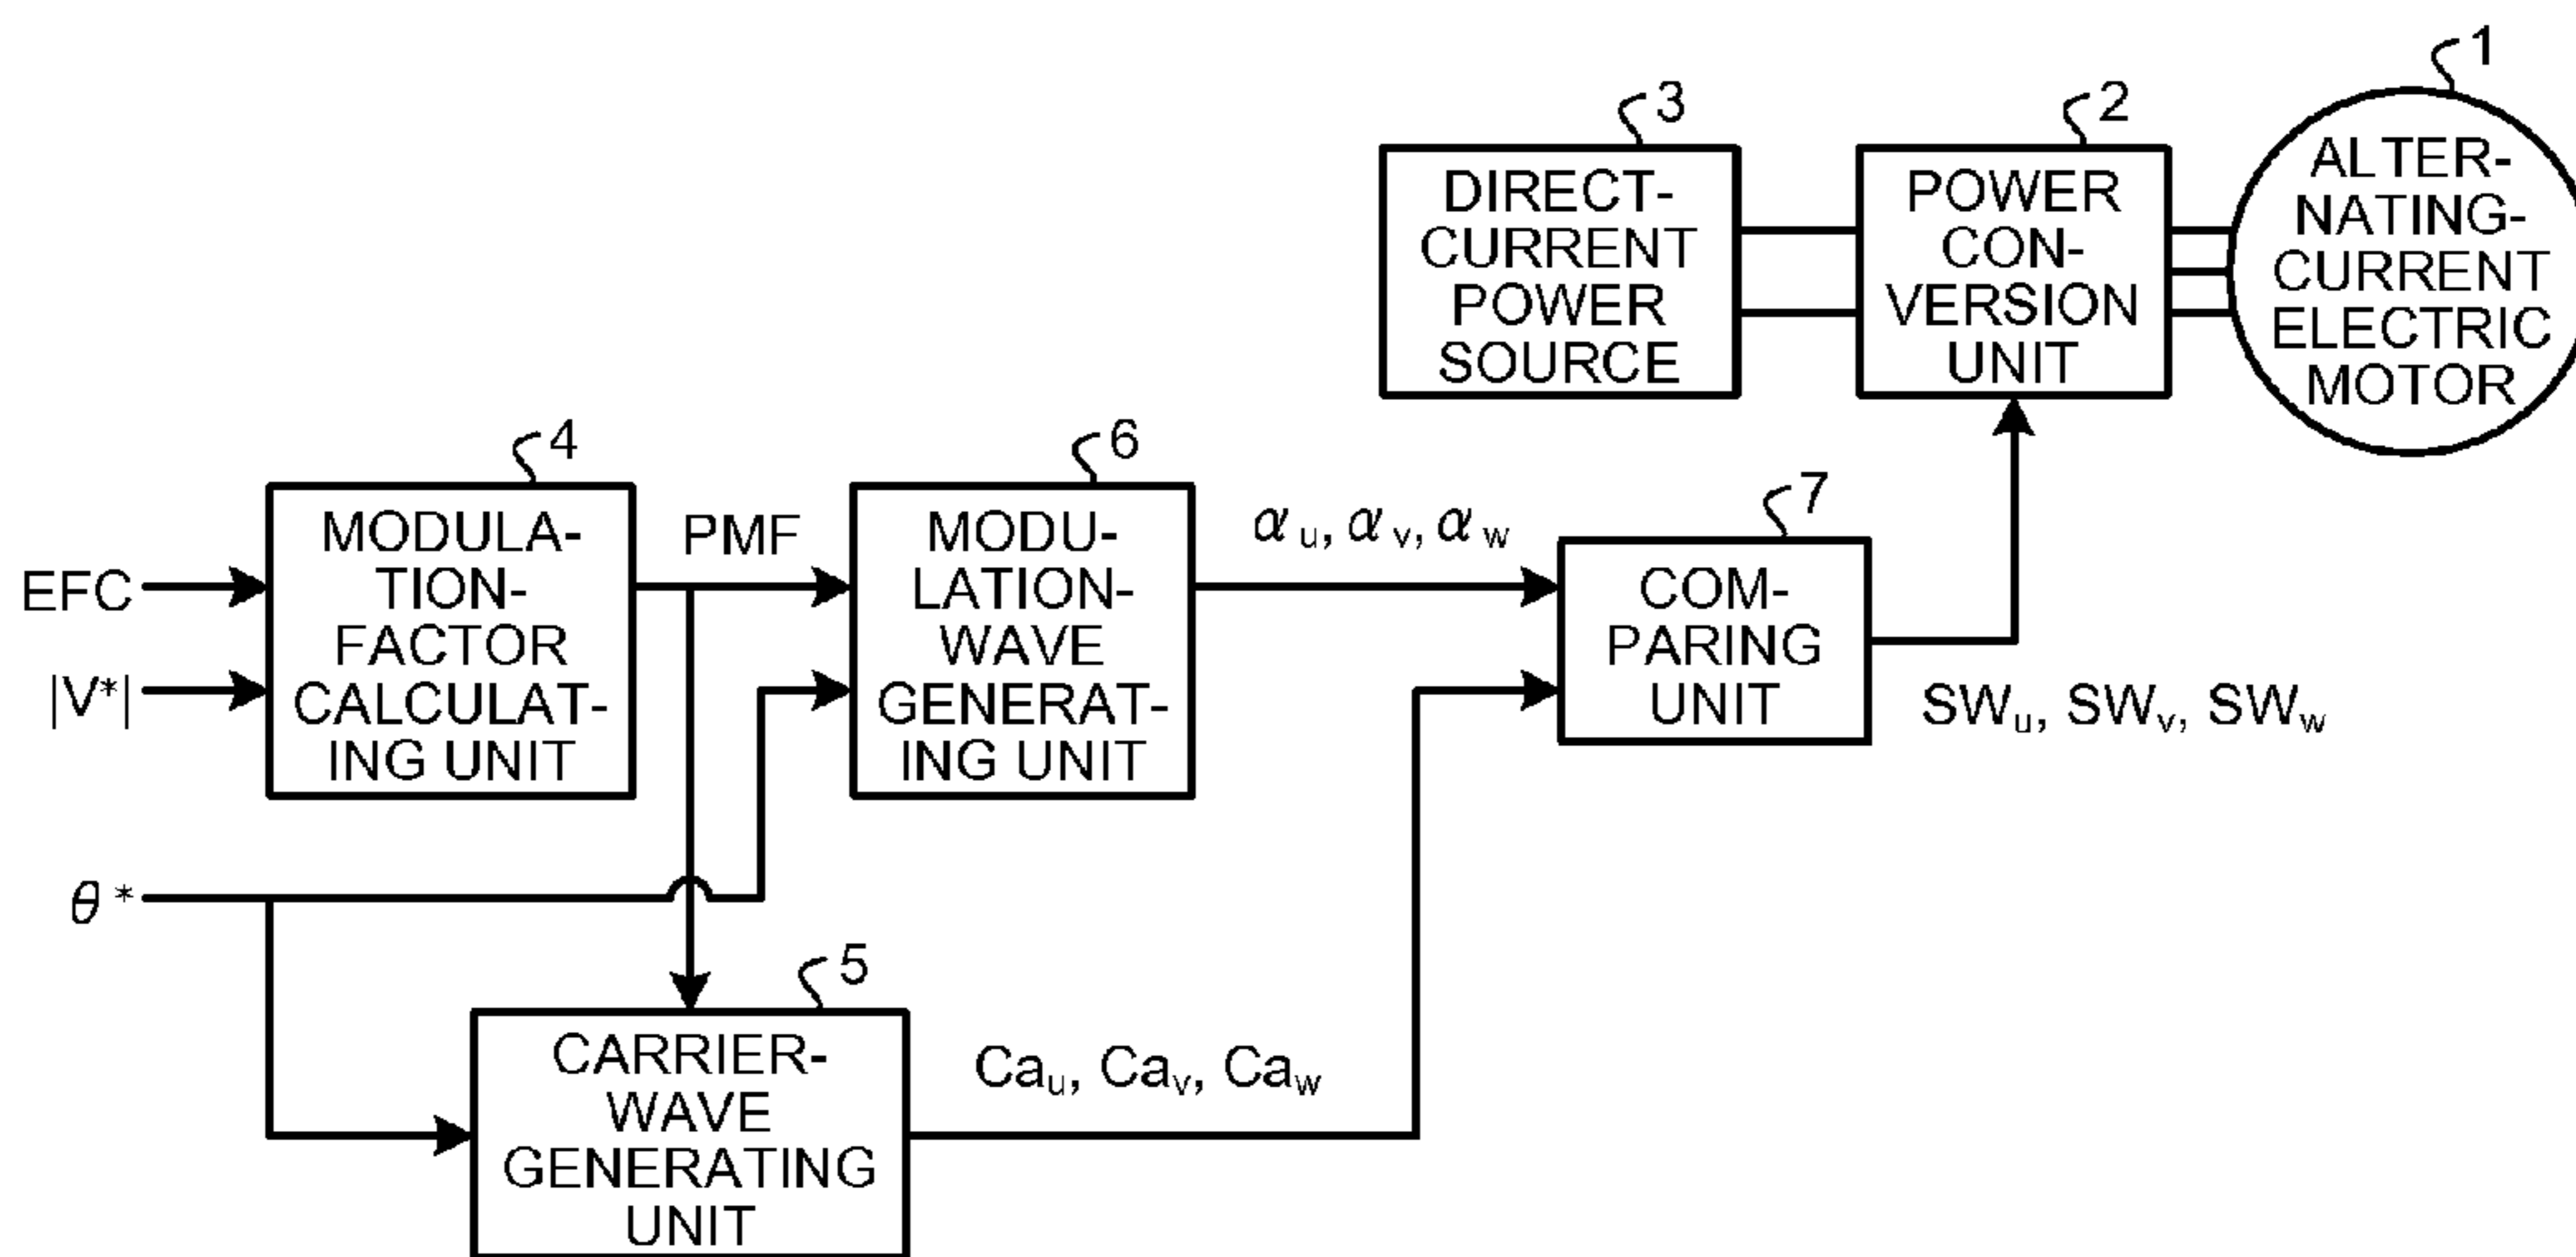 1
3
2
DIRECT-
CURRENT
POWER
SOURCE
POWER
CON-
VERSION
UNIT
ALTER-
NATING-
CURRENT
ELECTRIC
MOTOR
4
6
7
EFC
|V*|
MODULA-
TION-
FACTOR
CALCULAT-
ING UNIT
PMF
MODU-
LATION-
WAVE
GENERAT-
ING UNIT
αu, αv, αw
COM-
PARING
UNIT
SWu, SWv, SWw
θ*
5
CARRIER-
WAVE
GENERATING
UNIT
Cau, Cav, Caw